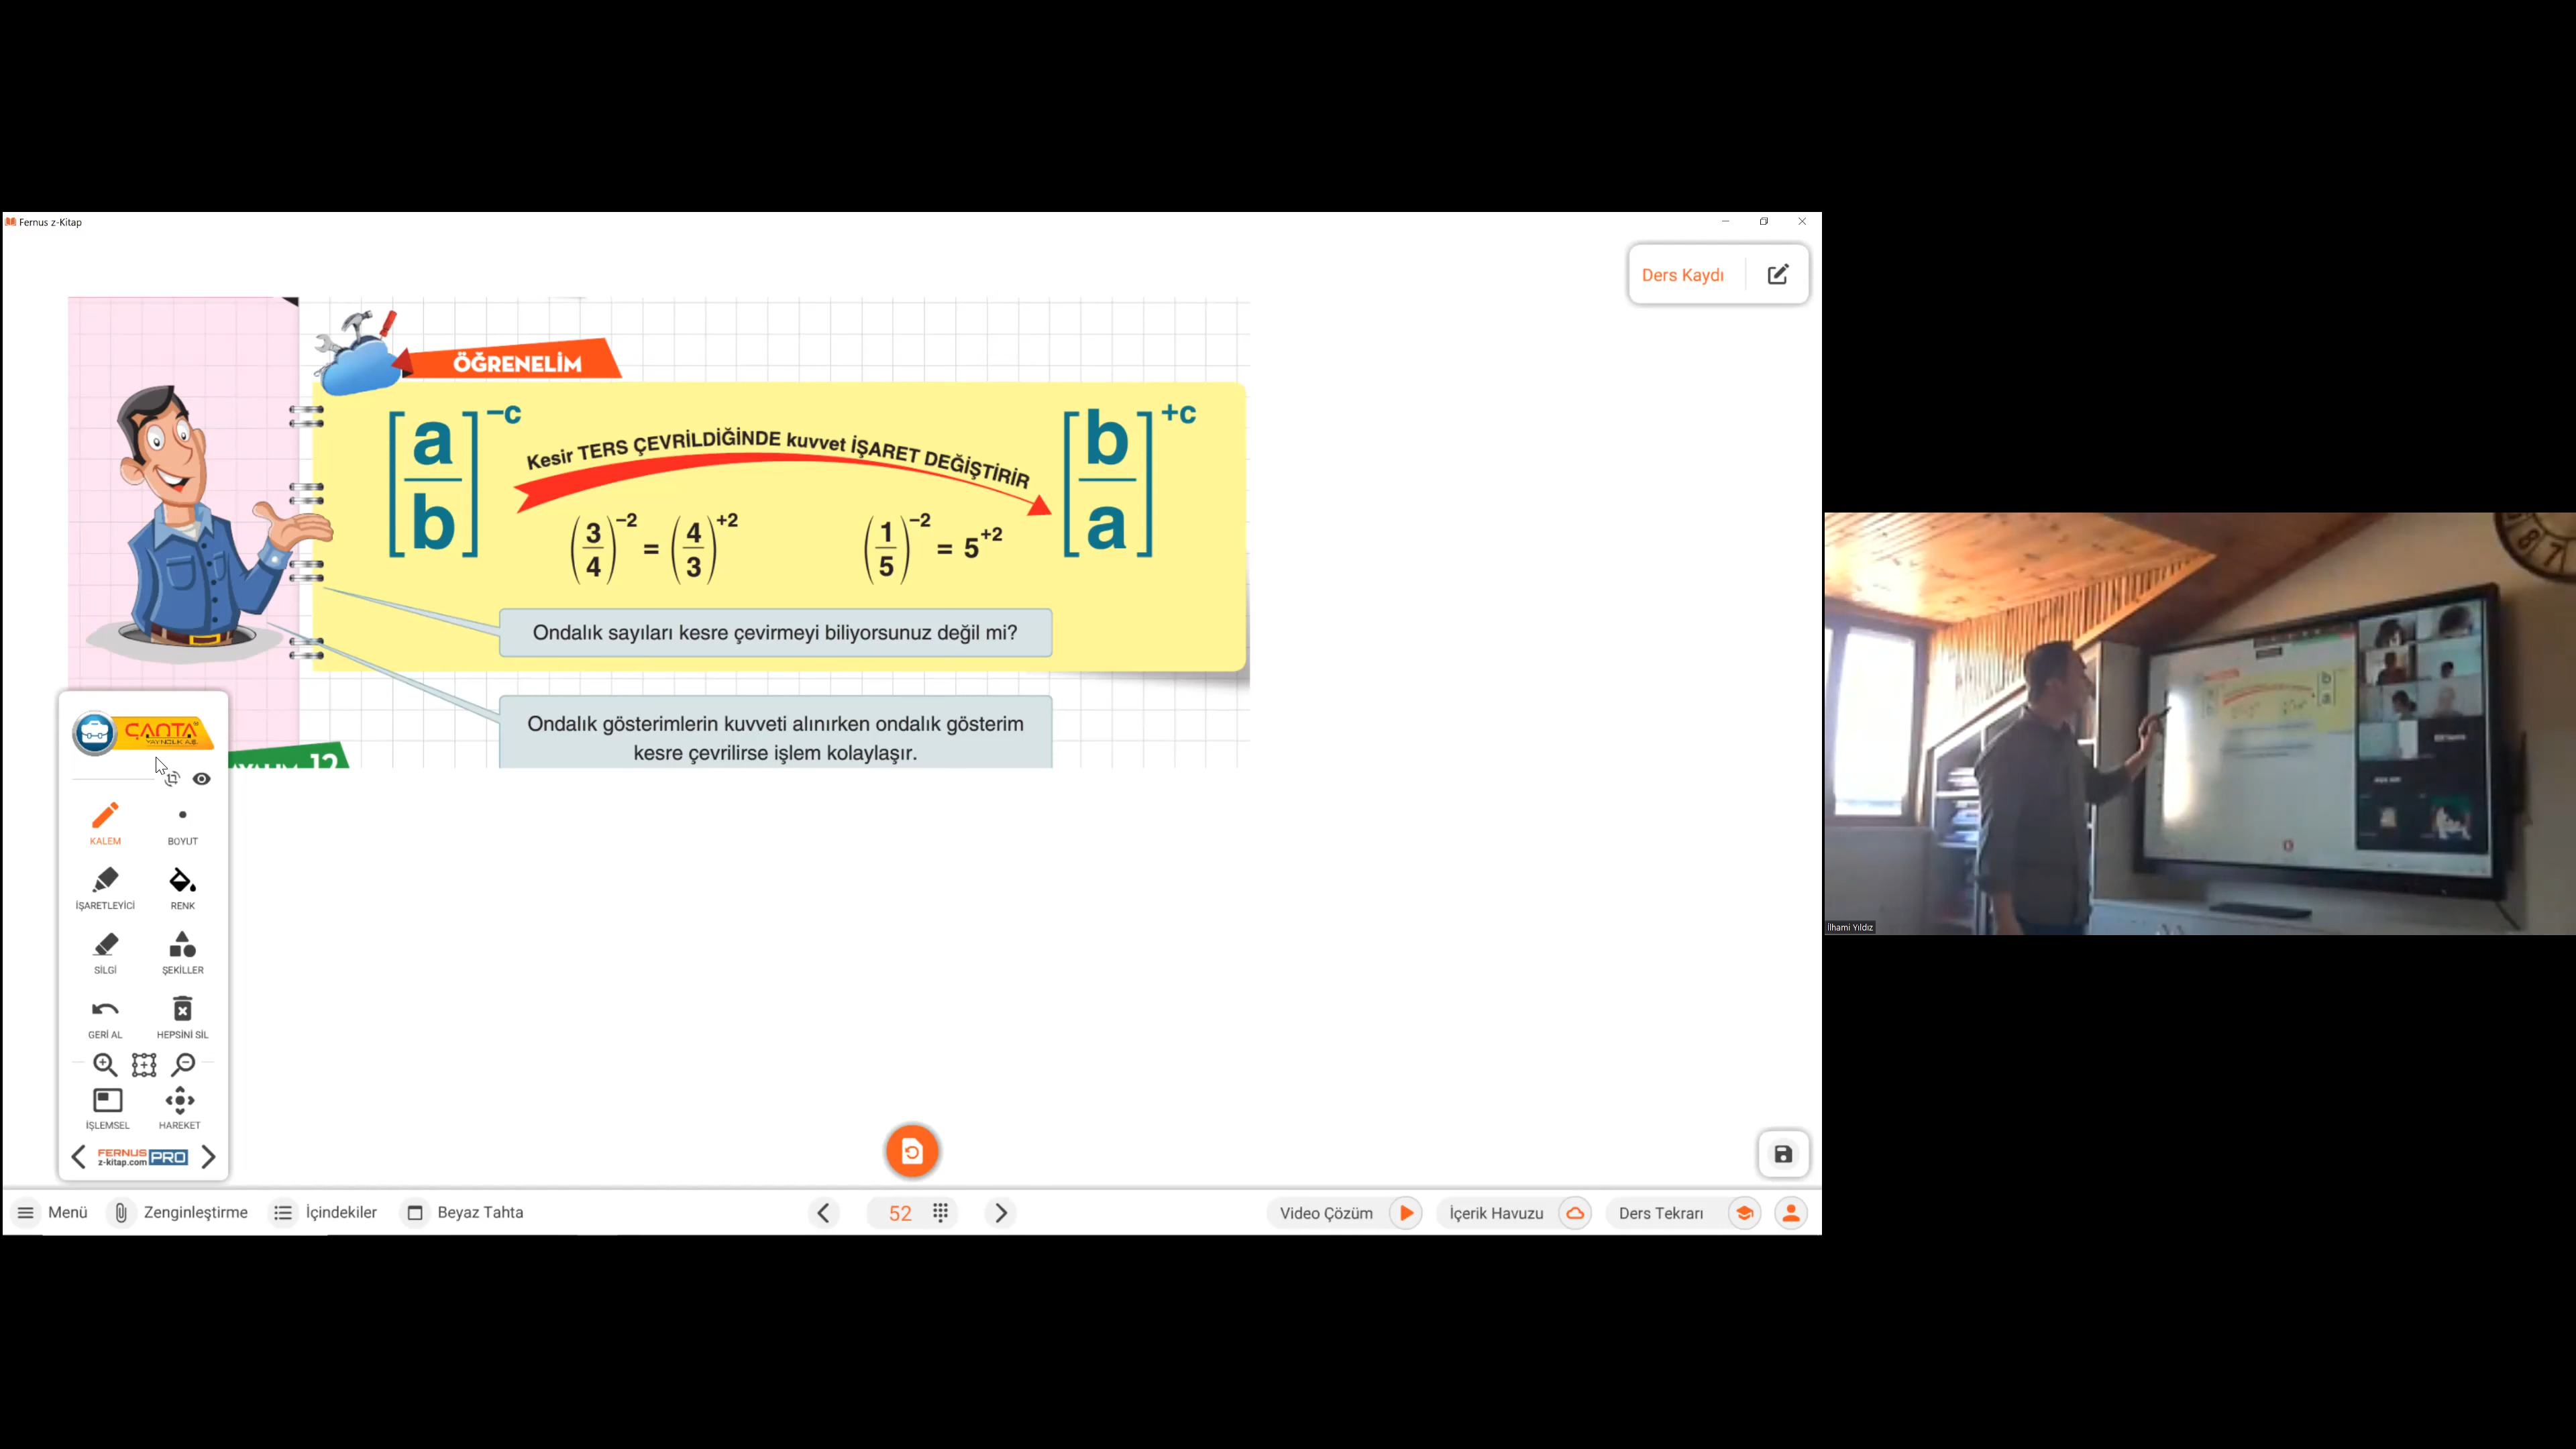 Fernus z-Kitap
Ders Kaydı
ÖĞRENELİM
[a/b]^–c
Kesir TERS ÇEVRİLDİĞİNDE kuvvet İŞARET DEĞİŞTİRİR
[b/a]^+c
(3/4)^–2 = (4/3)^+2
(1/5)^–2 = 5^+2
Ondalık sayıları kesre çevirmeyi biliyorsunuz değil mi?
Ondalık gösterimlerin kuvveti alınırken ondalık gösterim
kesre çevrilirse işlem kolaylaşır.
12
ÇANTA
YAYINCILIK A.Ş.
KALEM
BOYUT
İŞARETLEYİCİ
RENK
SİLGİ
ŞEKİLLER
GERİ AL
HEPSİNİ SİL
İŞLEMSEL
HAREKET
FERNUS
z-kitap.com PRO
Menü
Zenginleştirme
İçindekiler
Beyaz Tahta
52
Video Çözüm
İçerik Havuzu
Ders Tekrarı
İlhami Yıldız
b
a
8
7